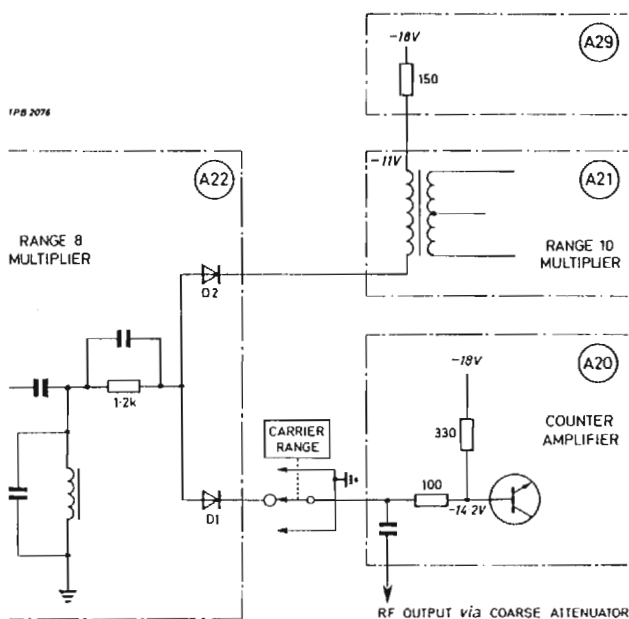 -18V
A29
150
TPB 2076
-11V
A22
A21
RANGE 8
MULTIPLIER
RANGE 10
MULTIPLIER
D2
-18V
A20
1·2k
CARRIER
RANGE
330
COUNTER
AMPLIFIER
100
-14·2V
D1
RF OUTPUT via COARSE ATTENUATOR